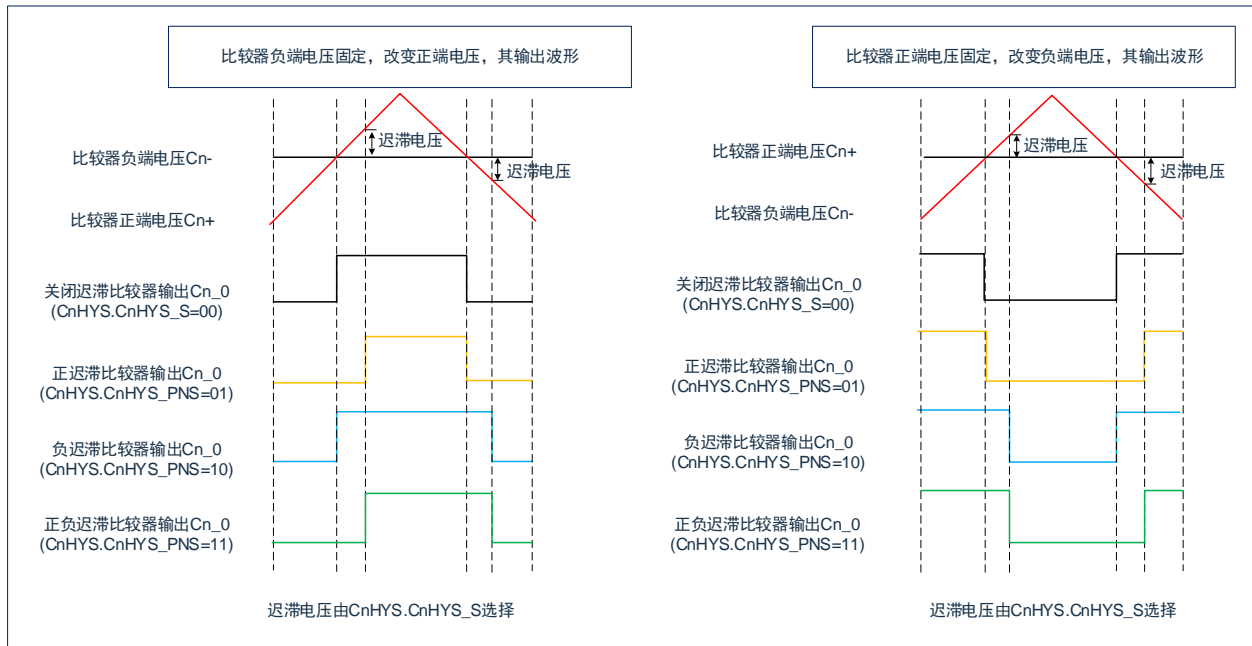 比较器负端电压固定，改变正端电压，其输出波形
迟滞电压
迟滞电压
比较器负端电压Cn-
比较器正端电压Cn+
关闭迟滞比较器输出Cn_0
(CnHYS.CnHYS_S=00)
正迟滞比较器输出Cn_0
(CnHYS.CnHYS_PNS=01)
负迟滞比较器输出Cn_0
(CnHYS.CnHYS_PNS=10)
正负迟滞比较器输出Cn_0
(CnHYS.CnHYS_PNS=11)
迟滞电压由CnHYS.CnHYS_S选择
比较器正端电压固定，改变负端电压，其输出波形
迟滞电压
迟滞电压
比较器正端电压Cn+
比较器负端电压Cn-
关闭迟滞比较器输出Cn_0
(CnHYS.CnHYS_S=00)
正迟滞比较器输出Cn_0
(CnHYS.CnHYS_PNS=01)
负迟滞比较器输出Cn_0
(CnHYS.CnHYS_PNS=10)
正负迟滞比较器输出Cn_0
(CnHYS.CnHYS_PNS=11)
迟滞电压由CnHYS.CnHYS_S选择